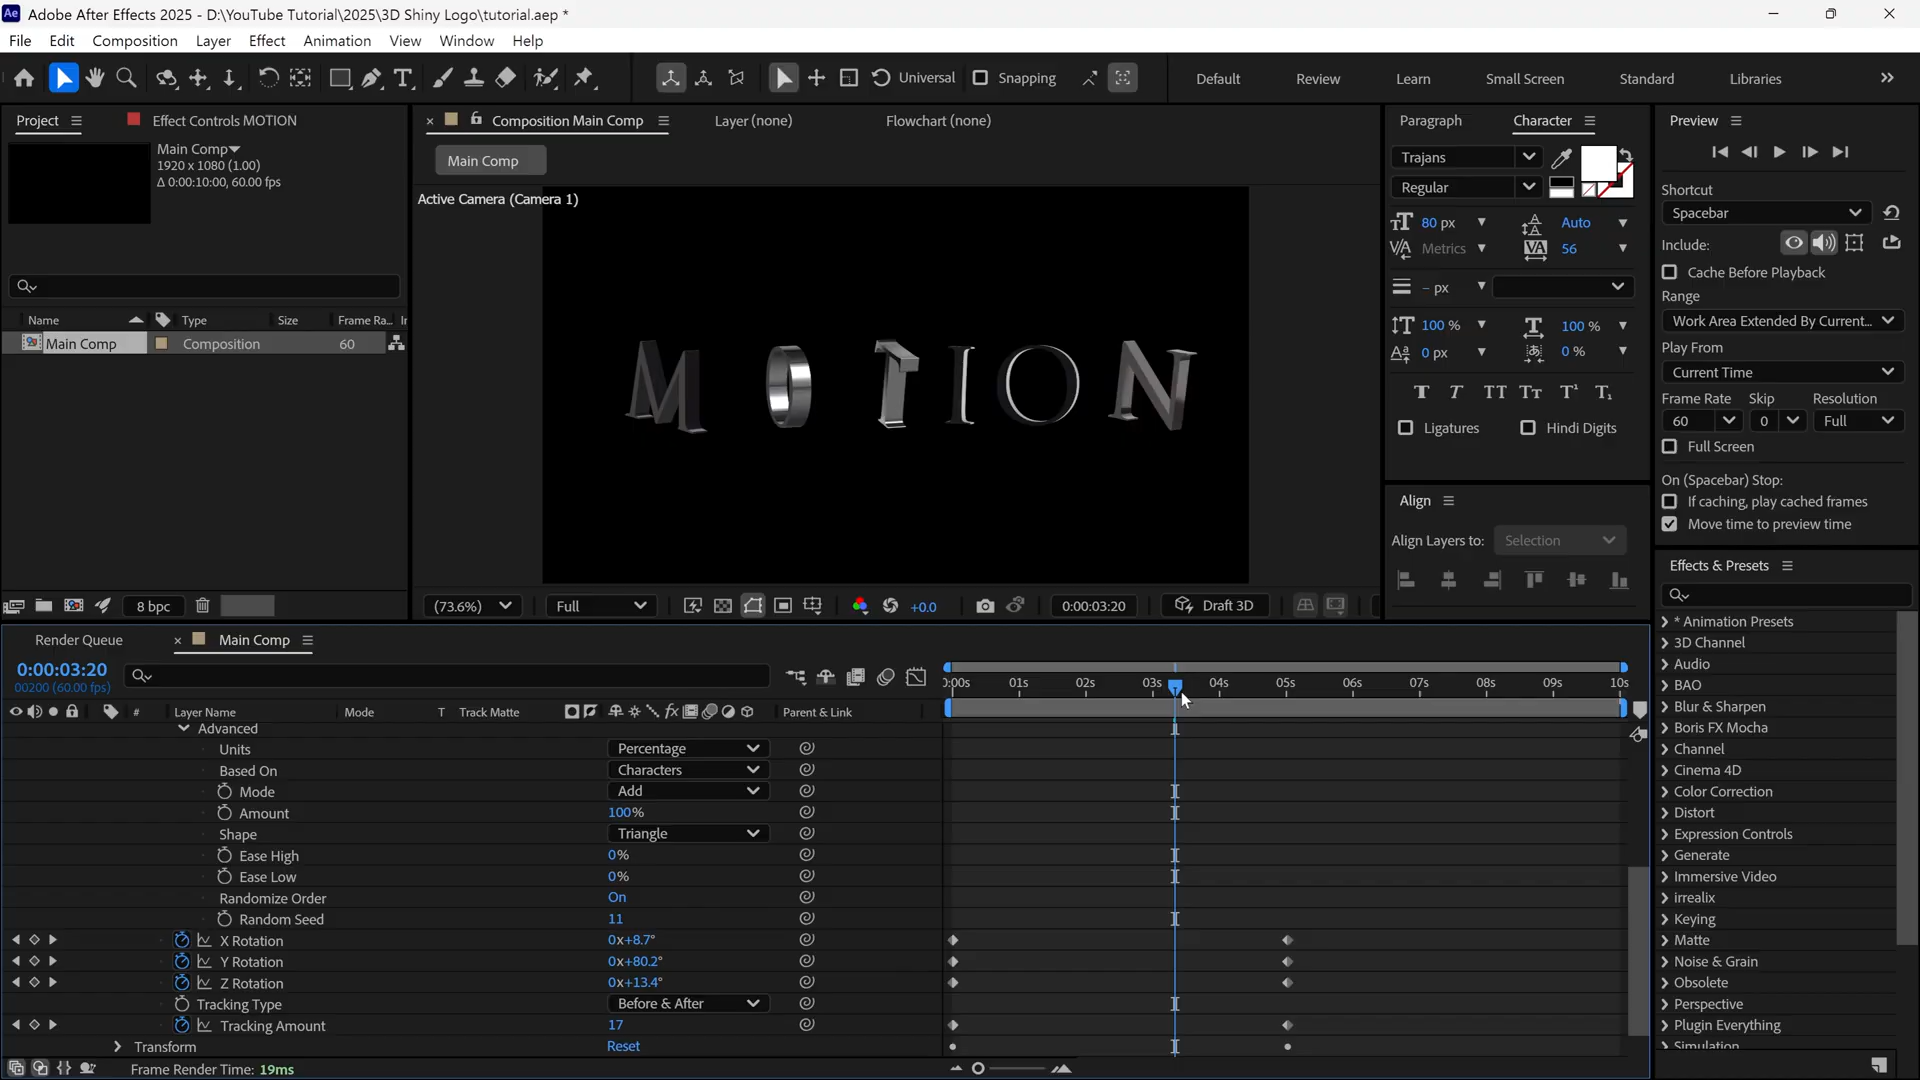 Adobe After Effects 2025 - D:\YouTube Tutorial\2025\3D Shiny Logo\tutorial.aep *
File Edit Composition Layer Effect Animation View Window Help
Universal Snapping Default Review Learn Small Screen Standard Libraries
Project Effect Controls MOTION
Main Comp
1920 x 1080 (1.00)
Δ 0:00:10:00, 60.00 fps
Name Type Size Frame Ra... Ir
Main Comp Composition 60
8 bpc
Composition Main Comp Layer (none) Flowchart (none)
Main Comp
Active Camera (Camera 1)
MOTION
(73.6%) Full +0.0 0:00:03:20 Draft 3D
Paragraph Character
Trajans
Regular
80 px Auto
Metrics 56
– px
100 % 100 %
0 px 0 %
T T TT Tт T¹ T₁
Ligatures Hindi Digits
Align
Align Layers to: Selection
Preview
Shortcut
Spacebar
Include:
Cache Before Playback
Range
Work Area Extended By Current...
Play From
Current Time
Frame Rate Skip Resolution
60 0 Full
Full Screen
On (Spacebar) Stop:
If caching, play cached frames
Move time to preview time
Effects & Presets
* Animation Presets
3D Channel
Audio
BAO
Blur & Sharpen
Boris FX Mocha
Channel
Cinema 4D
Color Correction
Distort
Expression Controls
Generate
Immersive Video
irrealix
Keying
Matte
Noise & Grain
Obsolete
Perspective
Plugin Everything
Simulation
Render Queue Main Comp
0:00:03:20
00200 (60.00 fps)
0:00s 01s 02s 03s 04s 05s 06s 07s 08s 09s 10s
# Layer Name Mode T Track Matte Parent & Link
Advanced
Units Percentage
Based On Characters
Mode Add
Amount 100%
Shape Triangle
Ease High 0%
Ease Low 0%
Randomize Order On
Random Seed 11
X Rotation 0x+8.7°
Y Rotation 0x+80.2°
Z Rotation 0x+13.4°
Tracking Type Before & After
Tracking Amount 17
Transform Reset
Frame Render Time: 19ms